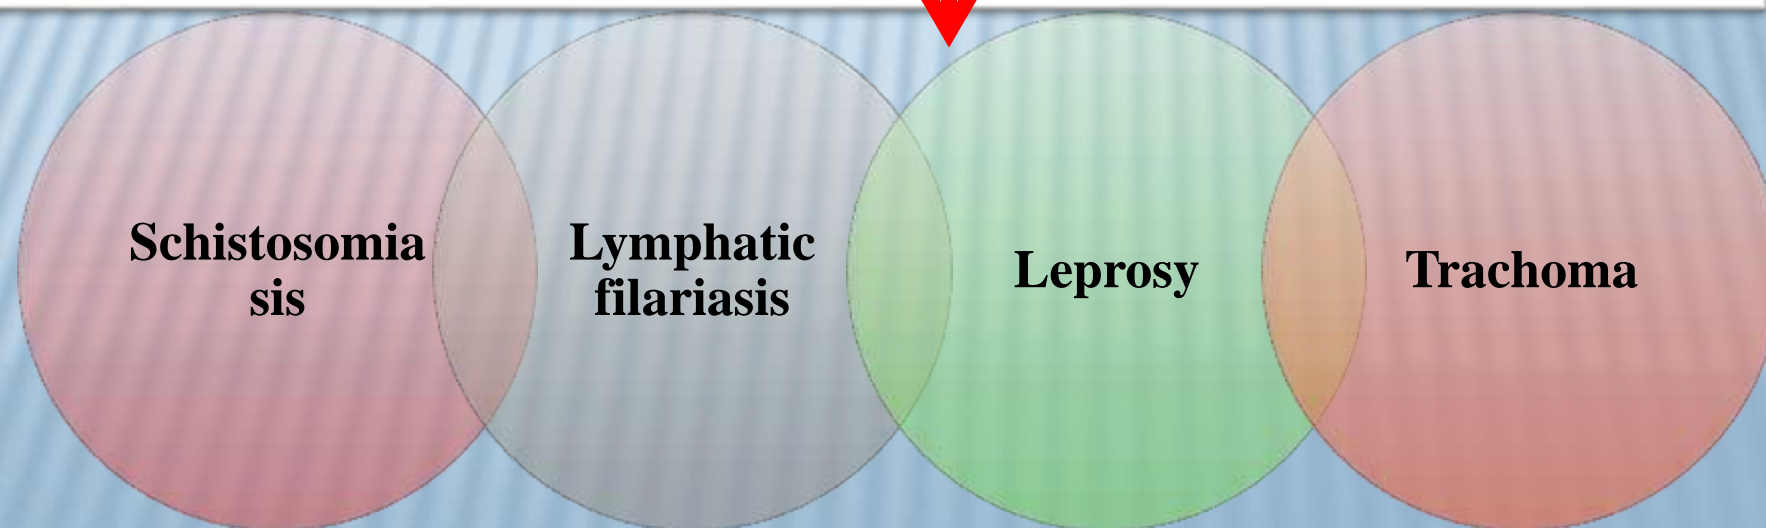 Schistosomia
sis
Lymphatic
filariasis
Leprosy
Trachoma